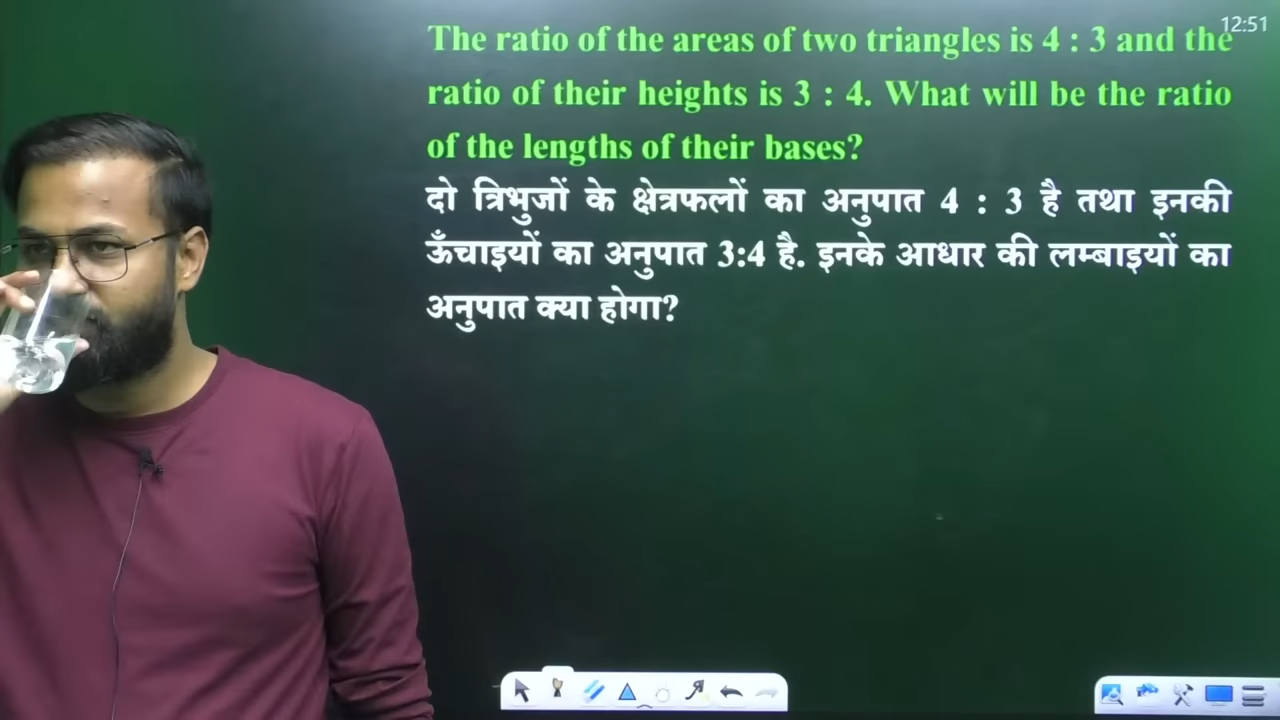 12:51
The ratio of the areas of two triangles is 4 : 3 and the
ratio of their heights is 3 : 4. What will be the ratio
of the lengths of their bases?
दो त्रिभुजों के क्षेत्रफलों का अनुपात 4 : 3 है तथा इनकी
ऊँचाइयों का अनुपात 3:4 है. इनके आधार की लम्बाइयों का
अनुपात क्या होगा?